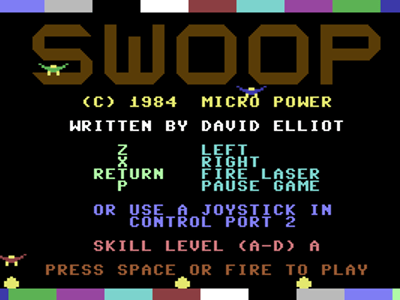 SWOOP
(C) 1984 MICRO POWER
WRITTEN BY DAVID ELLIOT
Z LEFT
X RIGHT
RETURN FIRE LASER
P PAUSE GAME
OR USE A JOYSTICK IN
CONTROL PORT 2
SKILL LEVEL (A-D) A
PRESS SPACE OR FIRE TO PLAY